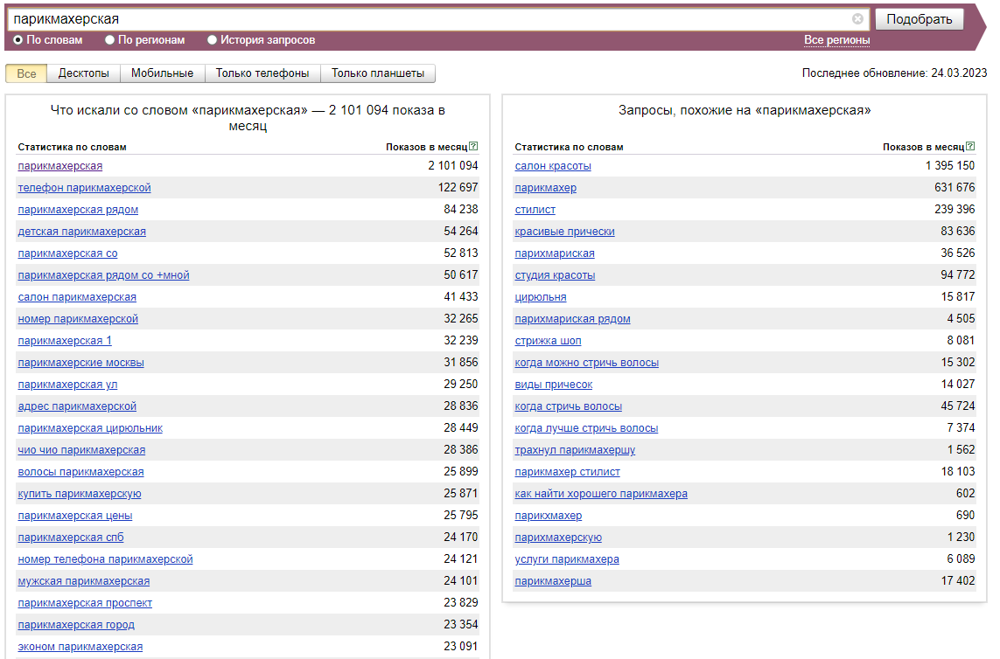 парикмахерская
Подобрать
По словам По регионам История запросов Все регионы
Все Десктопы Мобильные Только телефоны Только планшеты Последнее обновление: 24.03.2023
Что искали со словом «парикмахерская» — 2 101 094 показа в
месяц
Статистика по словам Показов в месяц ?
парикмахерская 2 101 094
телефон парикмахерской 122 697
парикмахерская рядом 84 238
детская парикмахерская 54 264
парикмахерская со 52 813
парикмахерская рядом со +мной 50 617
салон парикмахерская 41 433
номер парикмахерской 32 265
парикмахерская 1 32 239
парикмахерские москвы 31 856
парикмахерская ул 29 250
адрес парикмахерской 28 836
парикмахерская цирюльник 28 449
чио чио парикмахерская 28 386
волосы парикмахерская 25 899
купить парикмахерскую 25 871
парикмахерская цены 25 795
парикмахерская спб 24 170
номер телефона парикмахерской 24 121
мужская парикмахерская 24 101
парикмахерская проспект 23 829
парикмахерская город 23 354
эконом парикмахерская 23 091
Запросы, похожие на «парикмахерская»
Статистика по словам Показов в месяц ?
салон красоты 1 395 150
парикмахер 631 676
стилист 239 396
красивые прически 83 636
парихмариская 36 526
студия красоты 94 772
цирюльня 15 817
парихмариская рядом 4 505
стрижка шоп 8 081
когда можно стричь волосы 15 302
виды причесок 14 027
когда стричь волосы 45 724
когда лучше стричь волосы 7 374
трахнул парикмахершу 1 562
парикмахер стилист 18 103
как найти хорошего парикмахера 602
парикхмахер 690
парихмахерскую 1 230
услуги парикмахера 6 089
парикмахерша 17 402